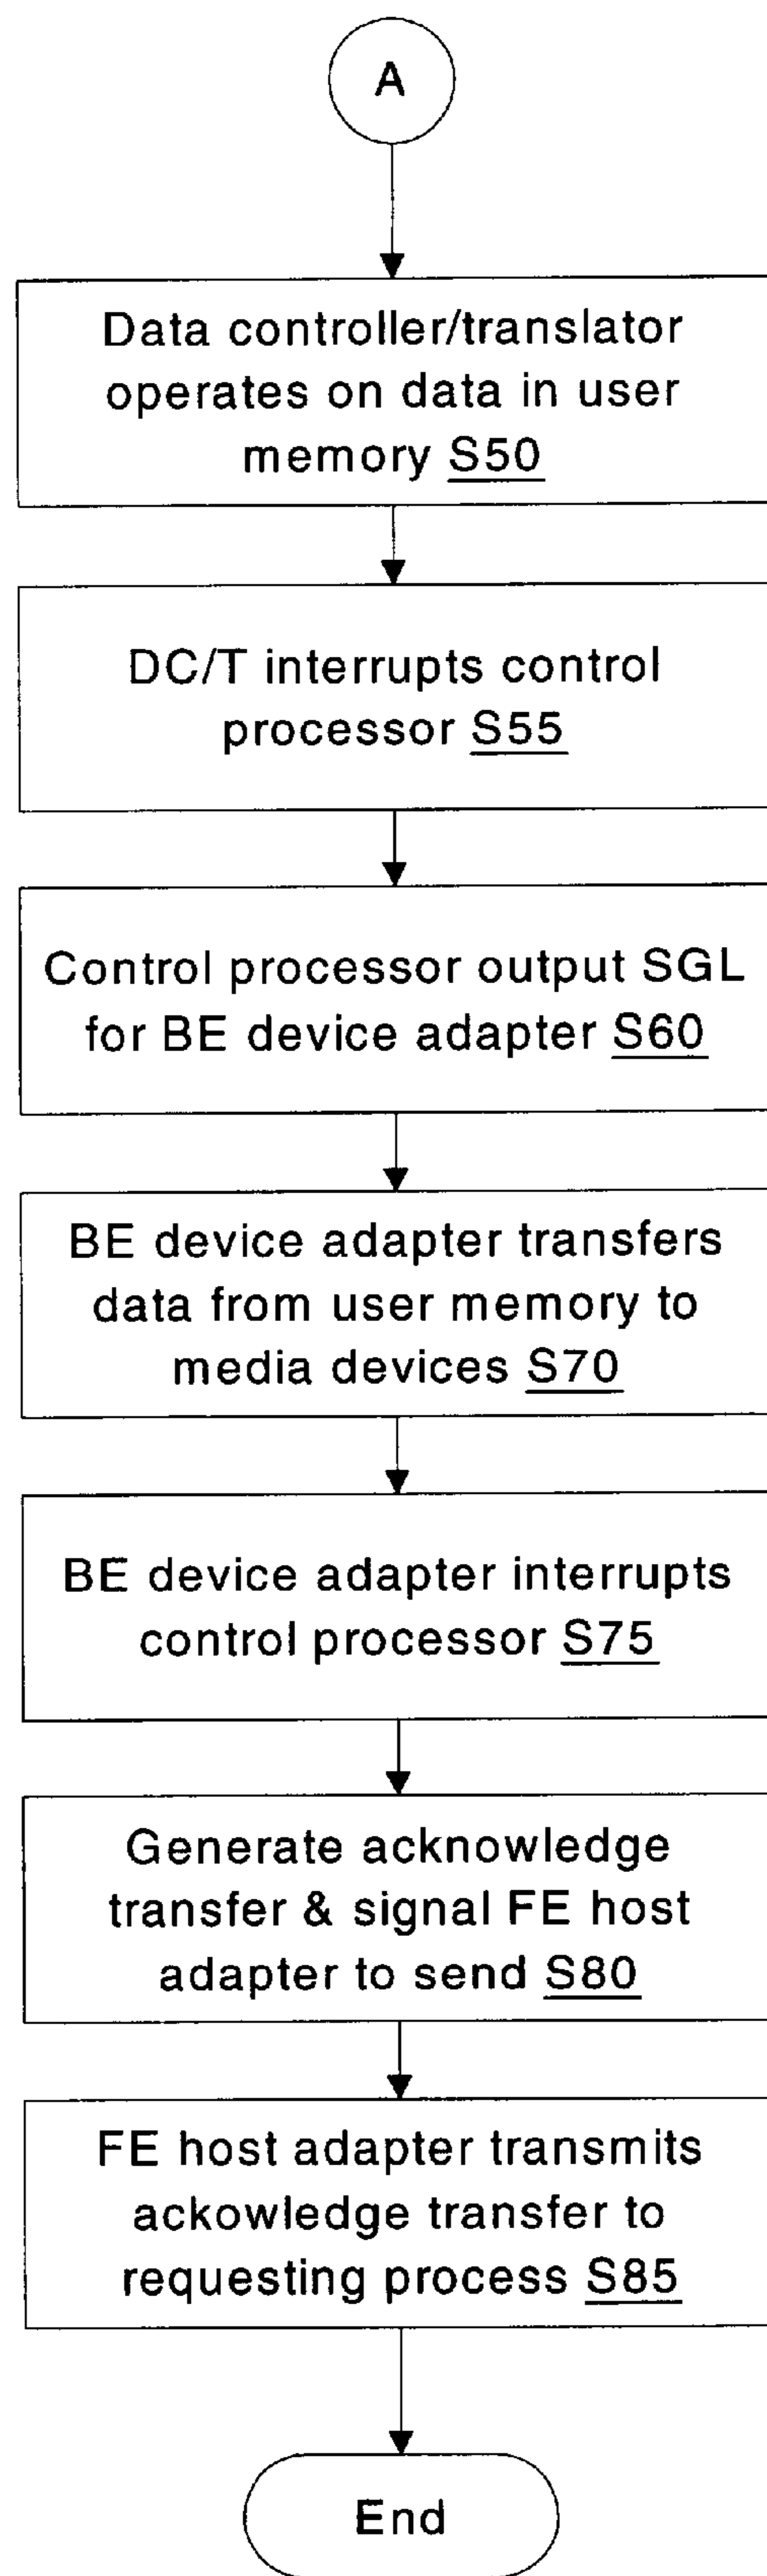 A
Data controller/translator
operates on data in user
memory S50
DC/T interrupts control
processor S55
Control processor output SGL
for BE device adapter S60
BE device adapter transfers
data from user memory to
media devices S70
BE device adapter interrupts
control processor S75
Generate acknowledge
transfer & signal FE host
adapter to send S80
FE host adapter transmits
ackowledge transfer to
requesting process S85
End